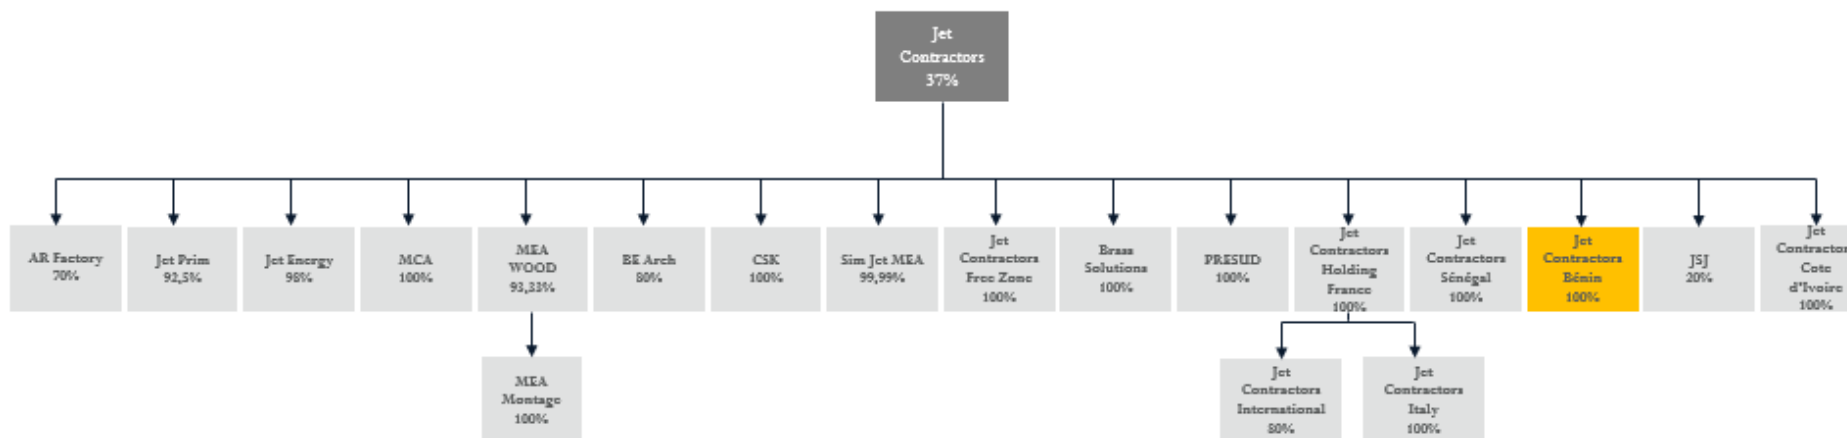 Jet
Contractors
37%
AR Factory
70%
Jet Prim
92,5%
Jet Energy
98%
MCA
100%
MEA
WOOD
93,33%
BE Arch
80%
CSK
100%
Sim Jet MEA
99,99%
Jet
Contractors
Free Zone
100%
Brass
Solutions
100%
PRESUD
100%
Jet
Contractors
Holding
France
100%
Jet
Contractors
Sénégal
100%
Jet
Contractors
Bénin
100%
JSJ
20%
Jet
Contractor
Cote
d'Ivoire
100%
MEA
Montage
100%
Jet
Contractors
International
80%
Jet
Contractors
Italy
100%